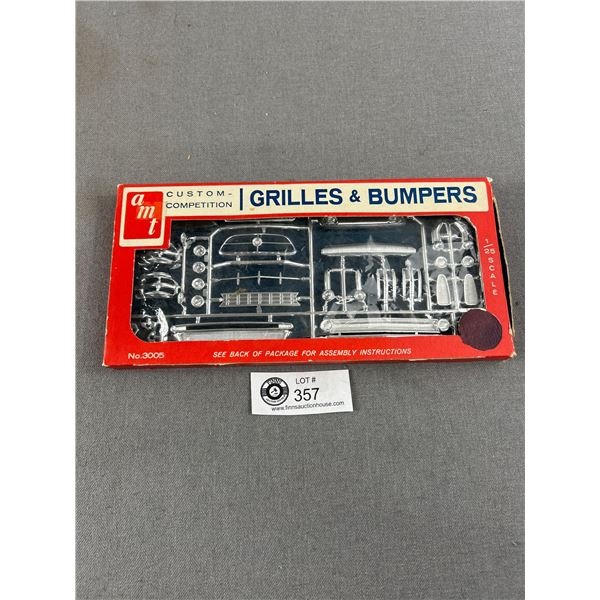 amt
CUSTOM-
COMPETITION
GRILLES & BUMPERS
1/25 SCALE
No. 3005
SEE BACK OF PACKAGE FOR ASSEMBLY INSTRUCTIONS
LOT #
357
www.finnsauctionhouse.com